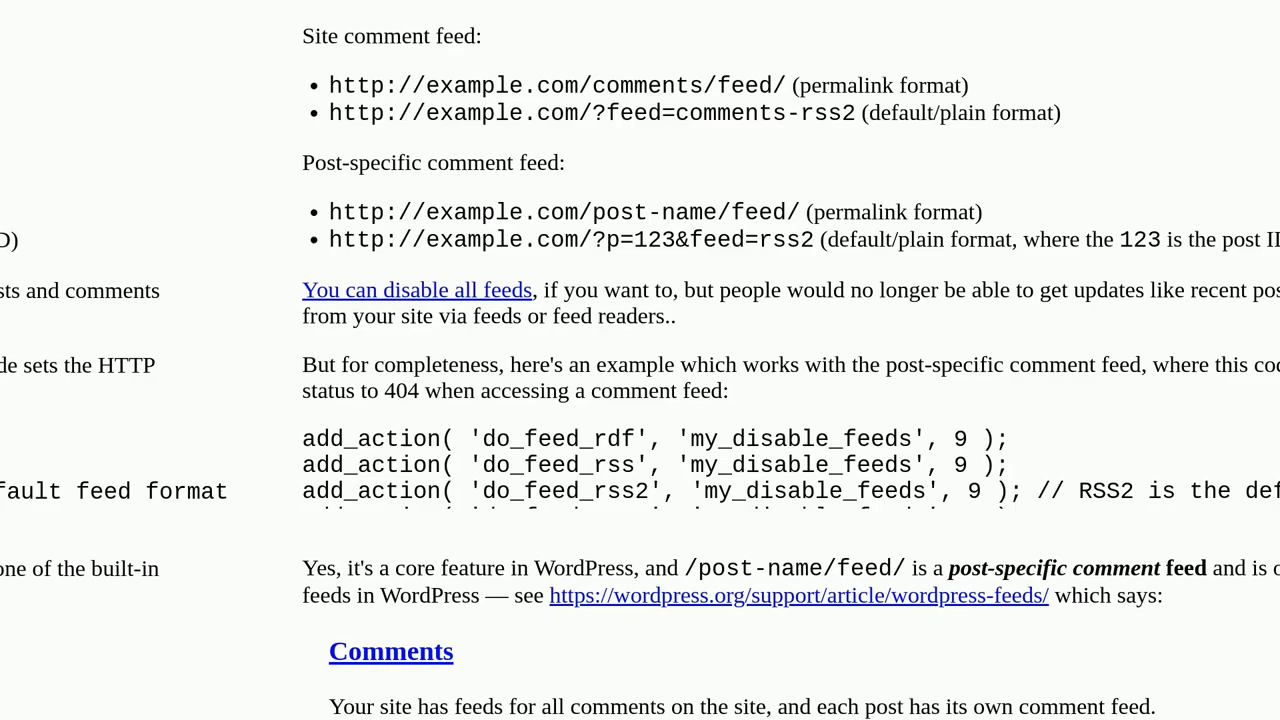 Site comment feed:
http://example.com/comments/feed/ (permalink format)
http://example.com/?feed=comments-rss2 (default/plain format)
Post-specific comment feed:
http://example.com/post-name/feed/ (permalink format)
D)
http://example.com/?p=123&feed=rss2 (default/plain format, where the 123 is the post I
sts and comments
You can disable all feeds, if you want to, but people would no longer be able to get updates like recent pos
from your site via feeds or feed readers..
de sets the HTTP
But for completeness, here's an example which works with the post-specific comment feed, where this cod
status to 404 when accessing a comment feed:
add_action( 'do_feed_rdf', 'my_disable_feeds', 9 );
add_action( 'do_feed_rss', 'my_disable_feeds', 9 );
fault feed format
add_action( 'do_feed_rss2', 'my_disable_feeds', 9 ); // RSS2 is the def
one of the built-in
Yes, it's a core feature in WordPress, and /post-name/feed/ is a post-specific comment feed and is o
feeds in WordPress — see https://wordpress.org/support/article/wordpress-feeds/ which says:
Comments
Your site has feeds for all comments on the site, and each post has its own comment feed.